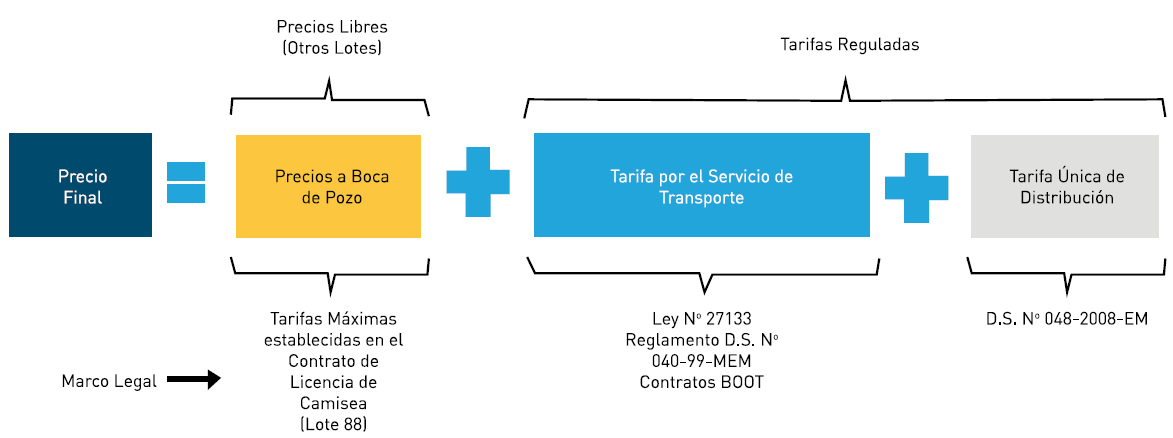 Precios Libres
(Otros Lotes)
Tarifas Reguladas
Precio
Final
Precios a Boca
de Pozo
Tarifa por el Servicio de
Transporte
Tarifa Única de
Distribución
Marco Legal
Tarifas Máximas
establecidas en el
Contrato de
Licencia de
Camisea
(Lote 88)
Ley Nº 27133
Reglamento D.S. Nº
040-99-MEM
Contratos BOOT
D.S. Nº 048-2008-EM